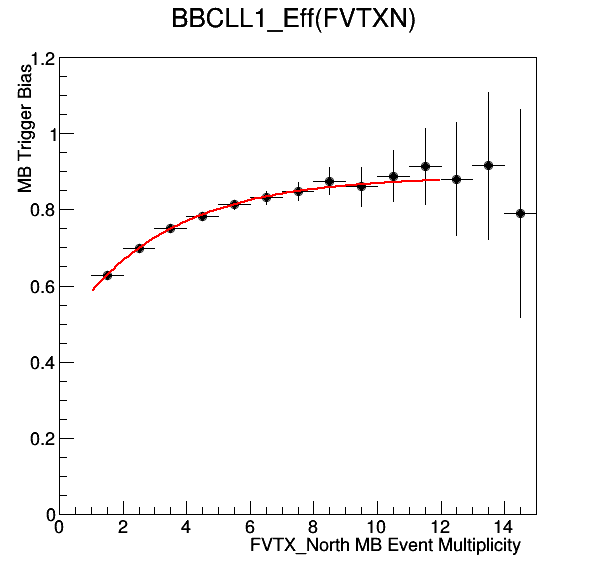 BBCLL1_Eff(FVTXN)
MB Trigger Bias
1.2
1
0.8
0.6
0.4
0.2
0
0 2 4 6 8 10 12 14
FVTX_North MB Event Multiplicity